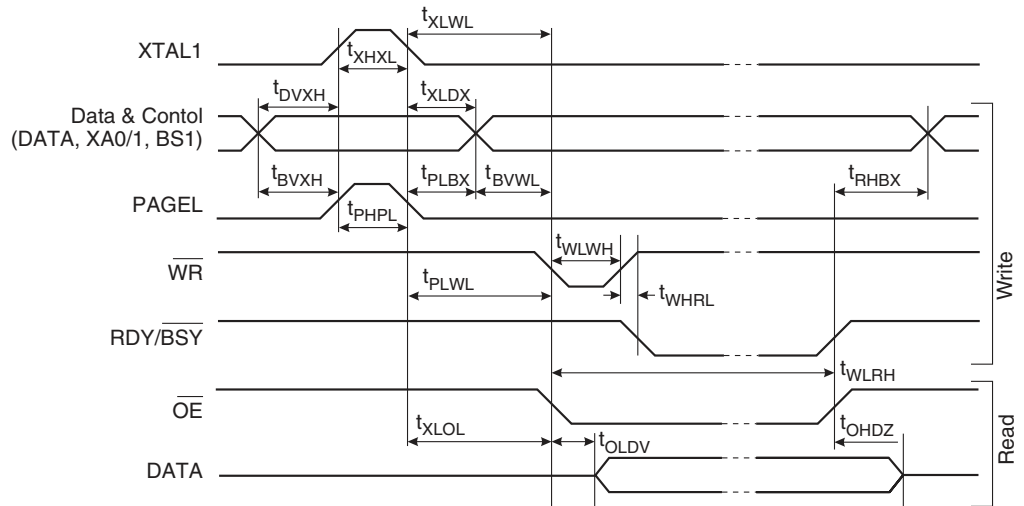 tXLWL
XTAL1
tXHXL
tDVXH
tXLDX
Data & Contol
(DATA, XA0/1, BS1)
tBVXH
tPLBX
tBVWL
tRHBX
PAGEL
tPHPL
tWLWH
WR
tPLWL
tWHRL
Write
RDY/BSY
tWLRH
OE
tXLOL
tOLDV
tOHDZ
Read
DATA